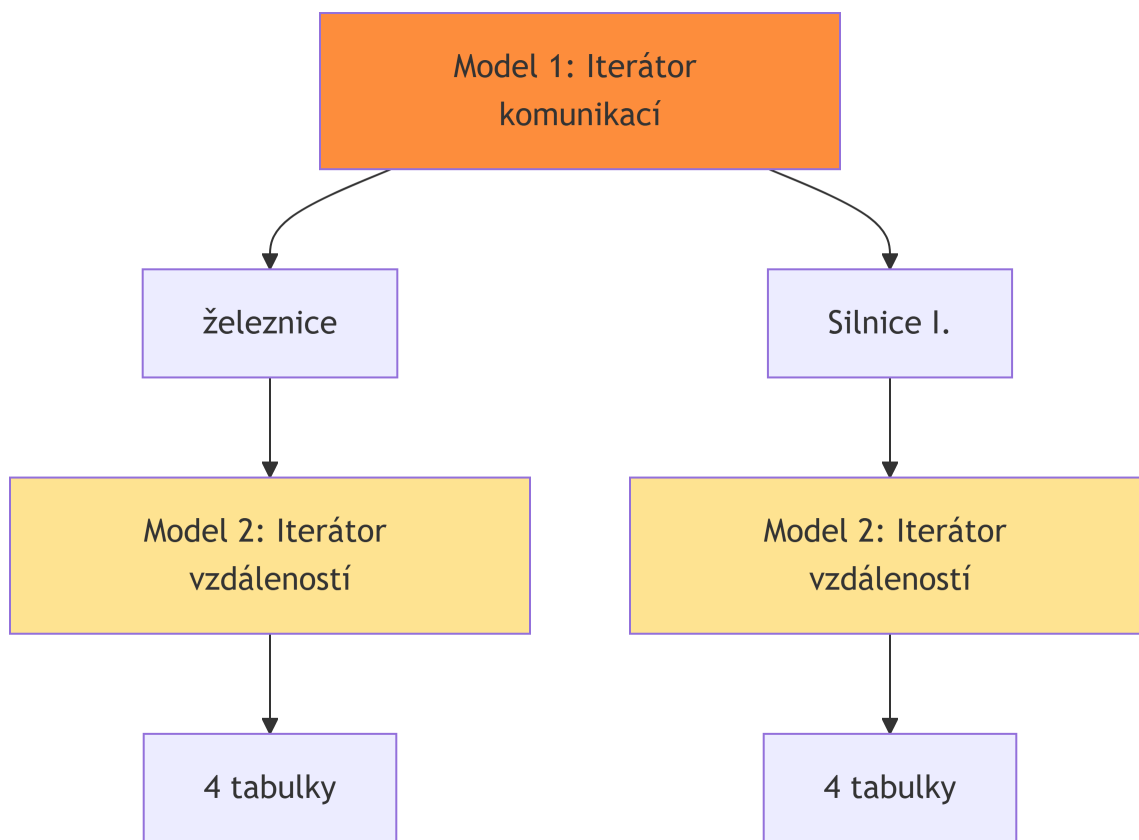 Model 1: Iterátor
komunikací
železnice
Silnice I.
Model 2: Iterátor
vzdáleností
Model 2: Iterátor
vzdáleností
4 tabulky
4 tabulky